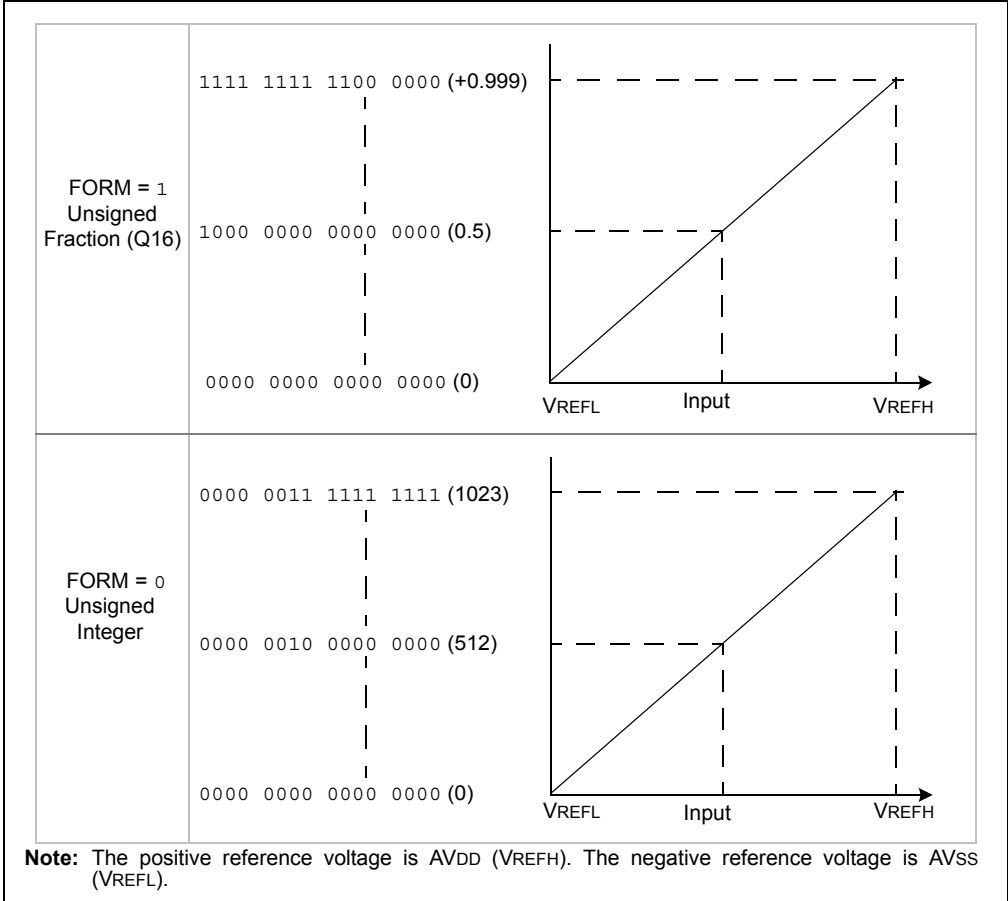 1111 1111 1100 0000 (+0.999)
FORM = 1
Unsigned
Fraction (Q16)
1000 0000 0000 0000 (0.5)
0000 0000 0000 0000 (0)
VREFL
Input
VREFH
0000 0011 1111 1111 (1023)
FORM = 0
Unsigned
Integer
0000 0010 0000 0000 (512)
0000 0000 0000 0000 (0)
VREFL
Input
VREFH
Note: The positive reference voltage is AVDD (VREFH). The negative reference voltage is AVSS
(VREFL).